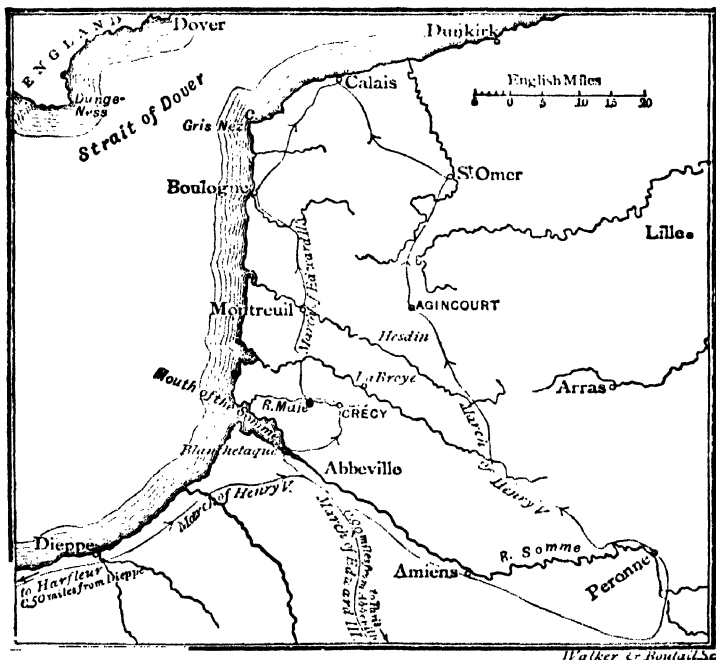 ENGLAND
Dover
Dunkirk
English Miles
0 5 10 15 20
Calais
Dunge-
Ness
Strait of Dover
Gris Nez
Boulogne
St. Omer
Lille
March of Edward III
AGINCOURT
Montreuil
Hesdin
La Broye
Arras
Mouth of the Somme
R. Maie
CRÉCY
Blanchetaque
Abbeville
March of Henry V.
March of Henry V.
Dieppe
R. Somme
Peronne
Amiens
March of Edward III
to Harfleur
c. 50 miles from Dieppe
Walker & Boutall Sc